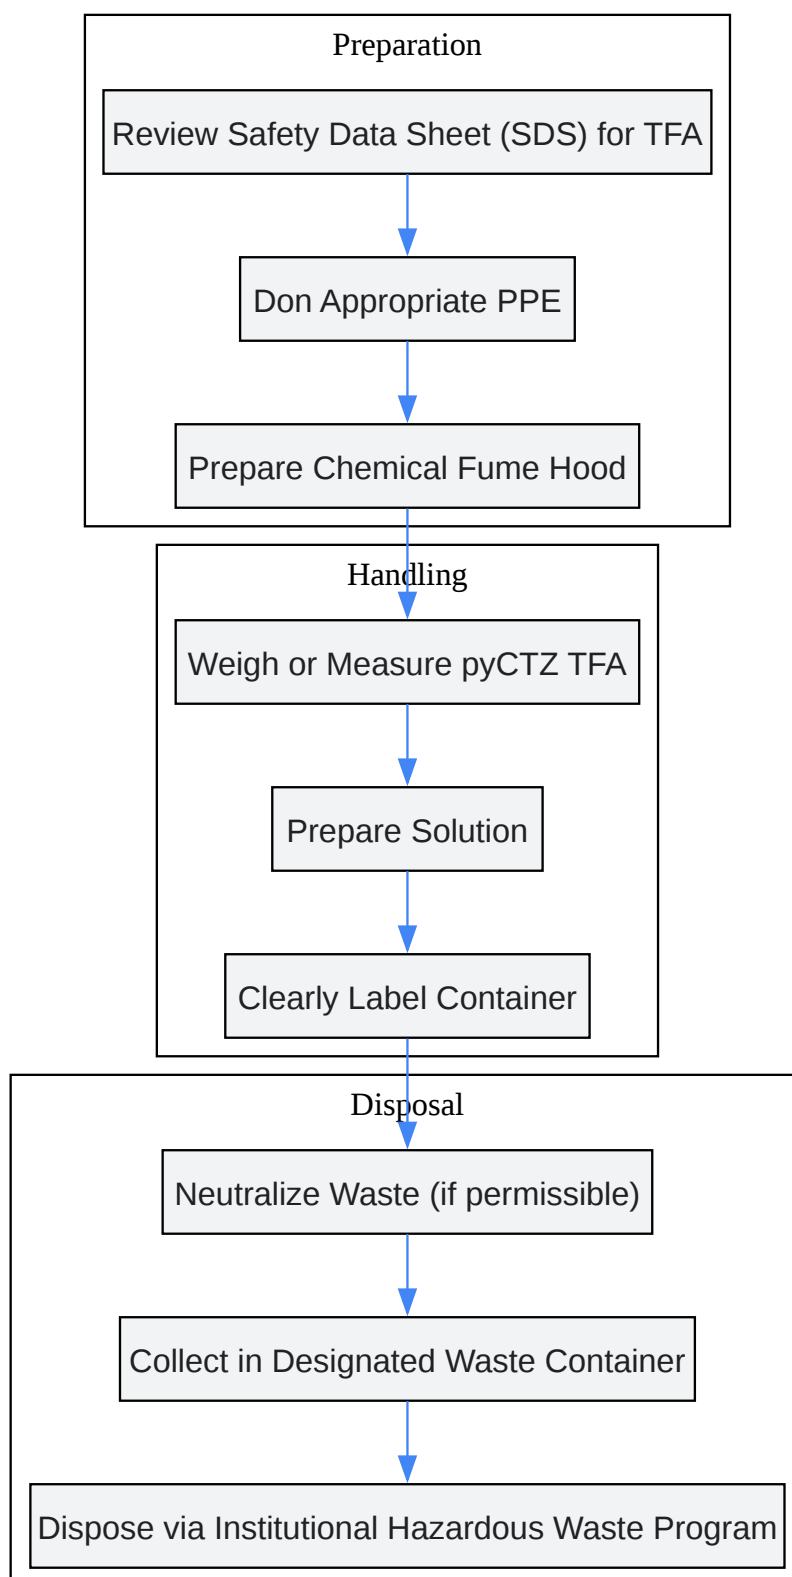 Preparation
Review Safety Data Sheet (SDS) for TFA
Don Appropriate PPE
Prepare Chemical Fume Hood
Handling
Weigh or Measure pyCTZ TFA
Prepare Solution
Clearly Label Container
Disposal
Neutralize Waste (if permissible)
Collect in Designated Waste Container
Dispose via Institutional Hazardous Waste Program